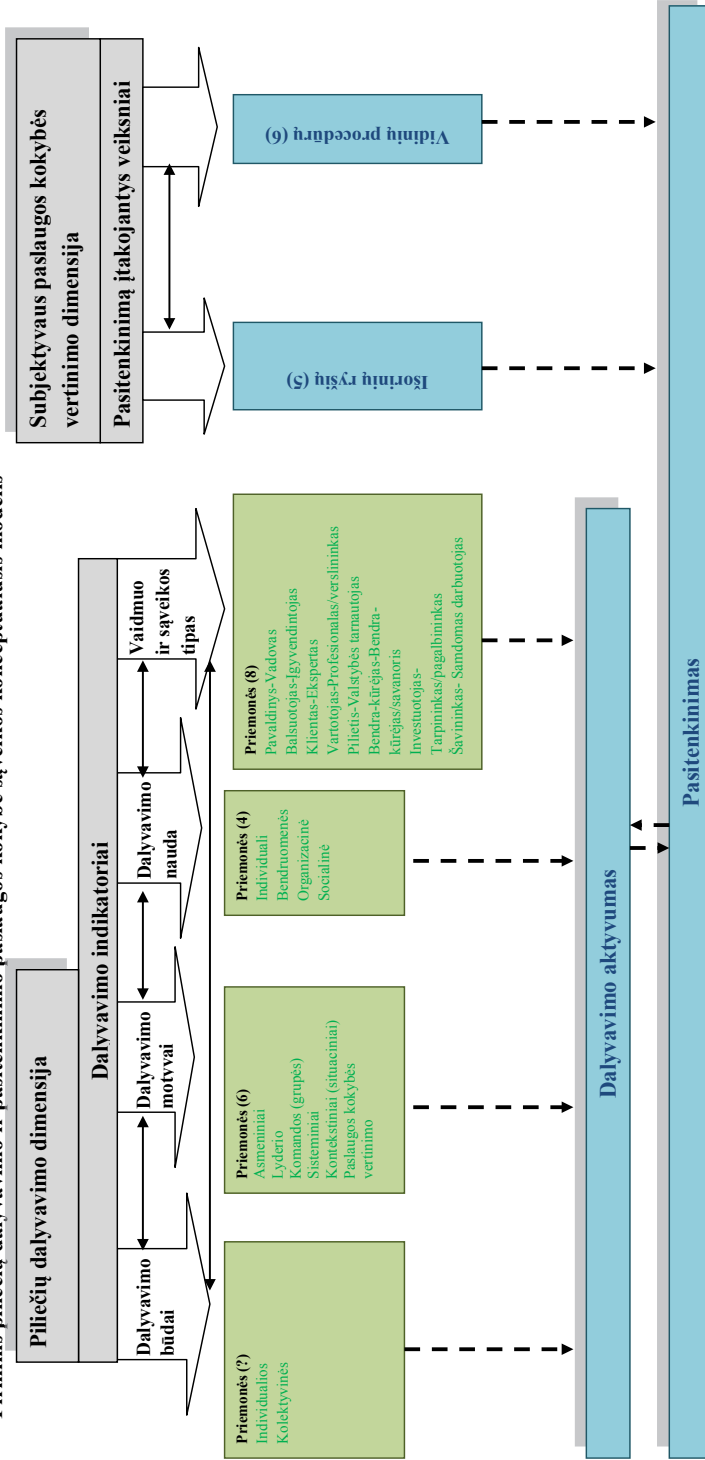 Piliečių dalyvavimo dimensija
Dalyvavimo indikatoriai
Dalyvavimo
būdai
Dalyvavimo
motyvai
Dalyvavimo
nauda
Vaidmuo
ir sąveikos
tipas
Priemonės (?)
Individualios
Kolektyvinės
Priemonės (6)
Asmeniniai
Lyderio
Komandos (grupės)
Sisteminiai
Kontekstiniai (situaciniai)
Paslaugos kokybės
vertinimo
Priemonės (4)
Individuali
Bendruomenės
Organizacinė
Socialinė
Priemonės (8)
Pavaldinys-Vadovas
Balsuotojas-Įgyvendintojas
Klientas-Ekspertas
Vartotojas-Profesionalas/verslininkas
Pilietis-Valstybės tarnautojas
Bendra-kūrėjas-Bendra-
kūrėjas/savanoris
Investuotojas-
Tarpininkas/pagalbininkas
Šavininkas- Samdomas darbuotojas
Subjektyvaus paslaugos kokybės
vertinimo dimensija
Pasitenkinimą įtakojantys veiksniai
Išorinių ryšių (5)
Vidinių procedūrų (6)
Dalyvavimo aktyvumas
Pasitenkinimas